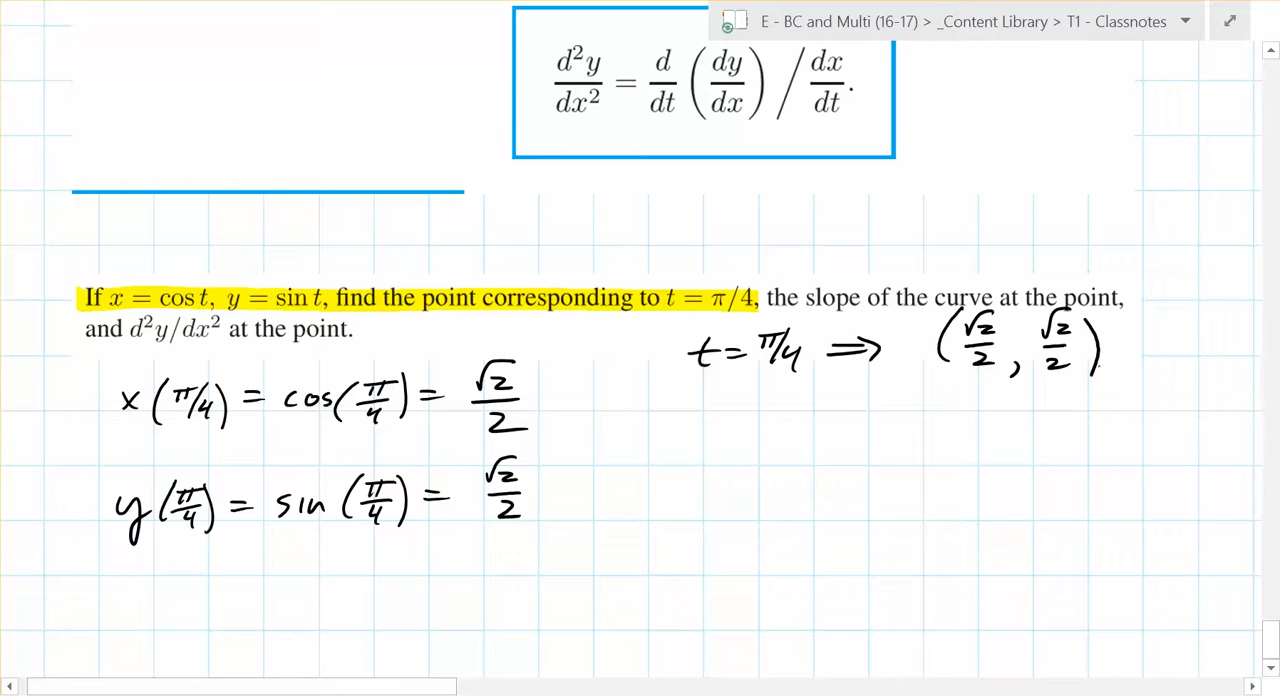 E - BC and Multi (16-17) > _Content Library > T1 - Classnotes
d²y/dx² = d/dt (dy/dx) / dx/dt.
If x = cos t, y = sin t, find the point corresponding to t = π/4, the slope of the curve at the point,
and d²y/dx² at the point.
t = π/4 ⇒ (√2/2, √2/2)
x(π/4) = cos(π/4) = √2/2
y(π/4) = sin(π/4) = √2/2